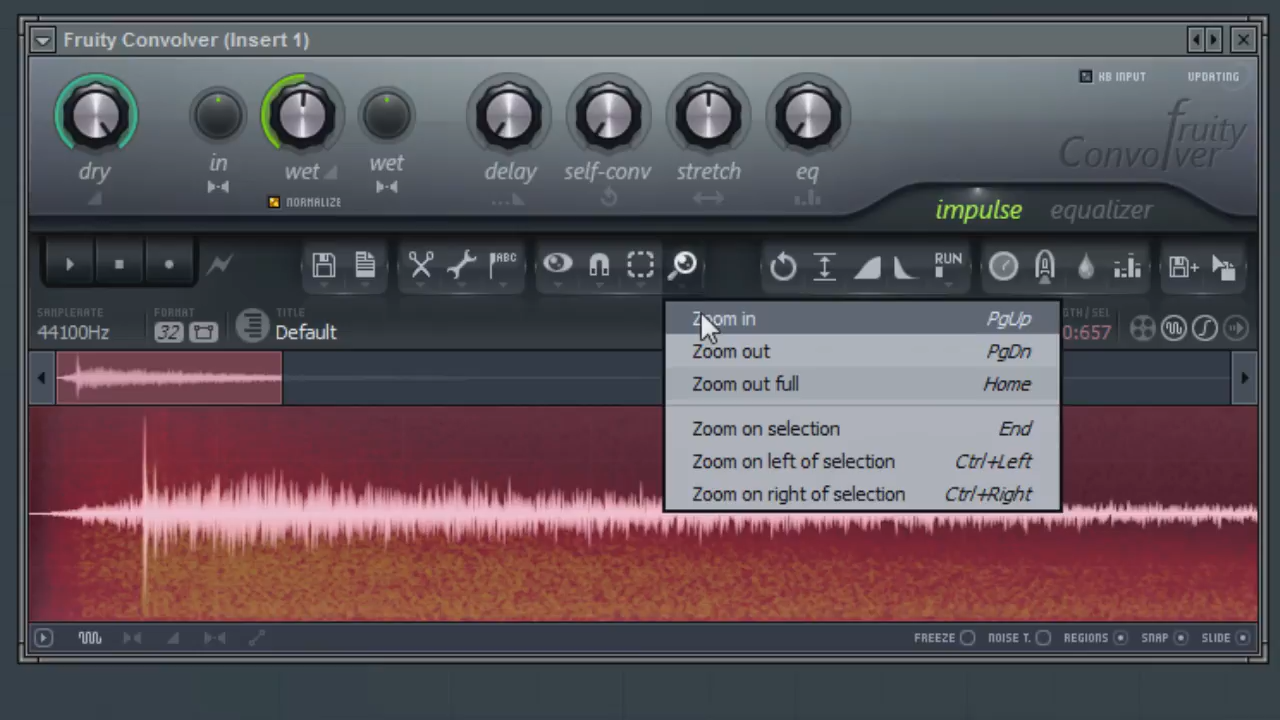 Fruity Convolver (Insert 1)
KB INPUT UPDATING
fruity
Convolver
dry in wet wet delay self-conv stretch eq
NORMALIZE
impulse equalizer
ABC RUN
SAMPLERATE FORMAT TITLE
44100Hz 32 Default 0:657
Zoom in PgUp
Zoom out PgDn
Zoom out full Home
Zoom on selection End
Zoom on left of selection Ctrl+Left
Zoom on right of selection Ctrl+Right
FREEZE NOISE T. REGIONS SNAP SLIDE